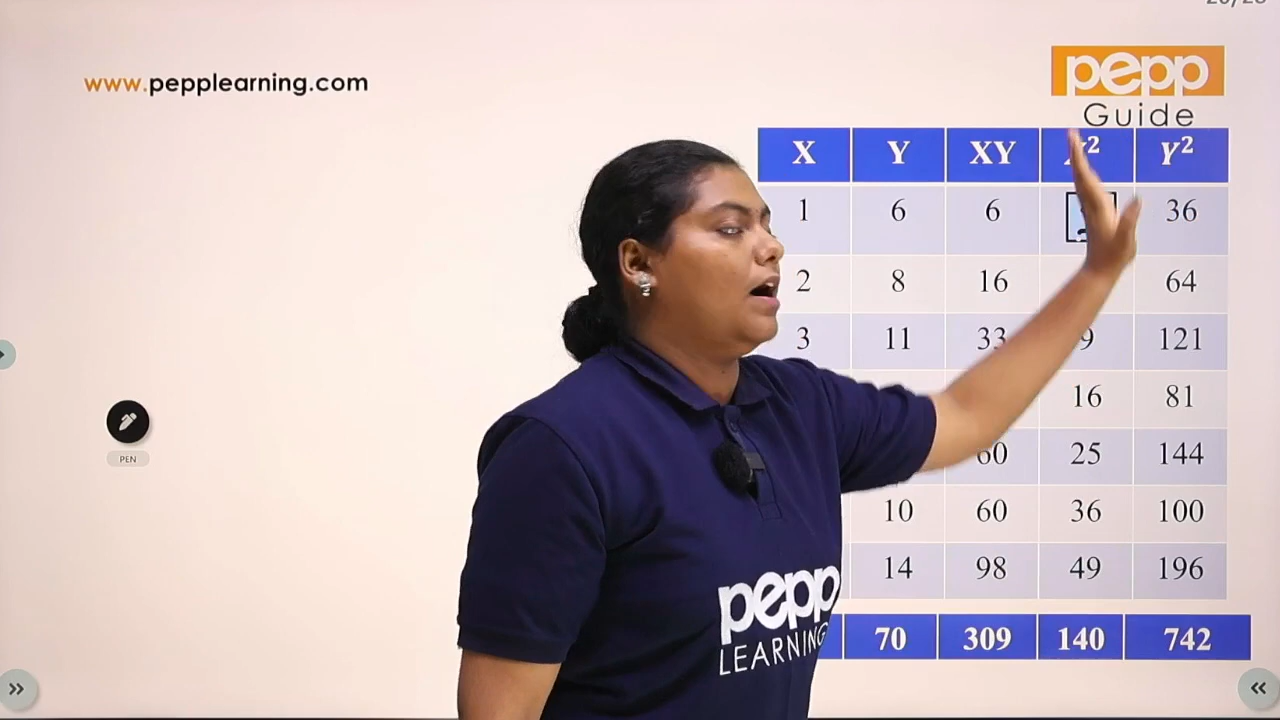 www.pepplearning.com
pepp
Guide
X Y XY 2 Y²
1 6 6 36
2 8 16 64
3 11 33 9 121
16 81
60 25 144
10 60 36 100
14 98 49 196
70 309 140 742
PEN
pepp
LEARNING